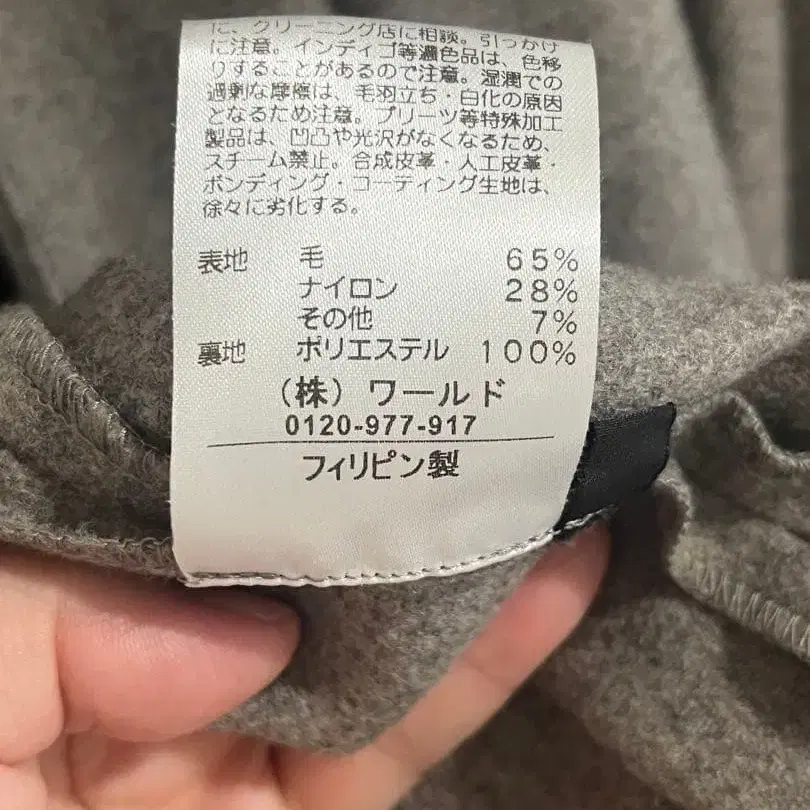 に、クリーニング店に相談。引っかけ
に注意。インディゴ等濃色品は、色移
りすることがあるので注意。湿潤での
過剰な摩擦は、毛羽立ち・白化の原因
となるため注意。プリーツ等特殊加工
製品は、凹凸や光沢がなくなるため、
スチーム禁止。合成皮革・人工皮革・
ボンディング・コーティング生地は、
徐々に劣化する。
表地 毛 65%
ナイロン 28%
その他 7%
裏地 ポリエステル 100%
(株) ワールド
0120-977-917
フィリピン製